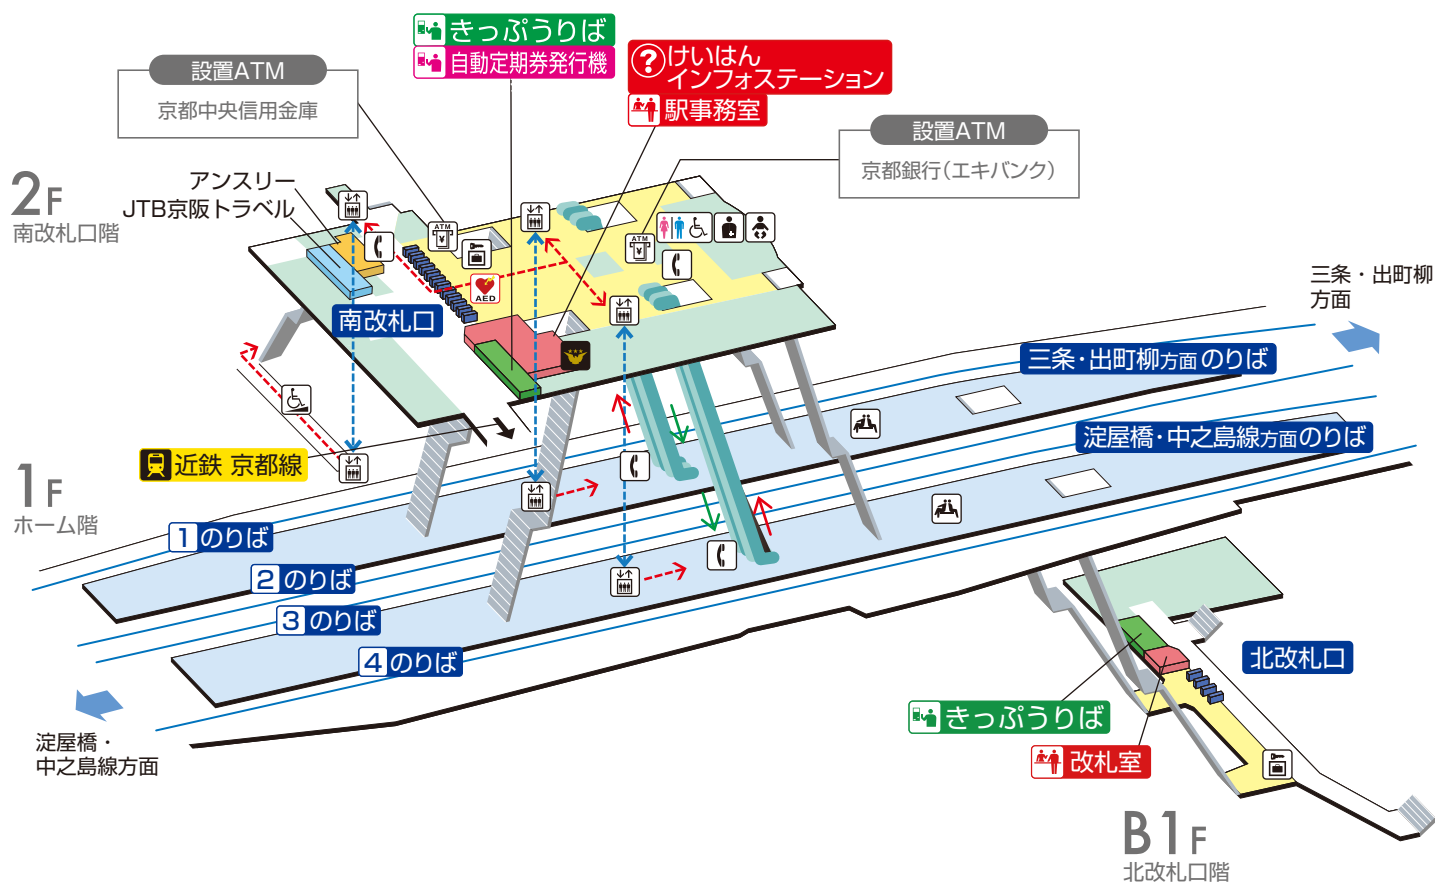 きっぷうりば
自動定期券発行機
けいはん
インフォステーション
駅事務室
設置ATM
京都中央信用金庫
設置ATM
京都銀行(エキバンク)
2F
南改札口階
アンスリー
JTB京阪トラベル
ATM
¥
ATM
¥
AED
南改札口
三条・出町柳
方面
三条・出町柳方面のりば
淀屋橋・中之島線方面のりば
近鉄 京都線
1F
ホーム階
1のりば
2のりば
3のりば
4のりば
北改札口
きっぷうりば
改札室
淀屋橋・
中之島線方面
B1F
北改札口階